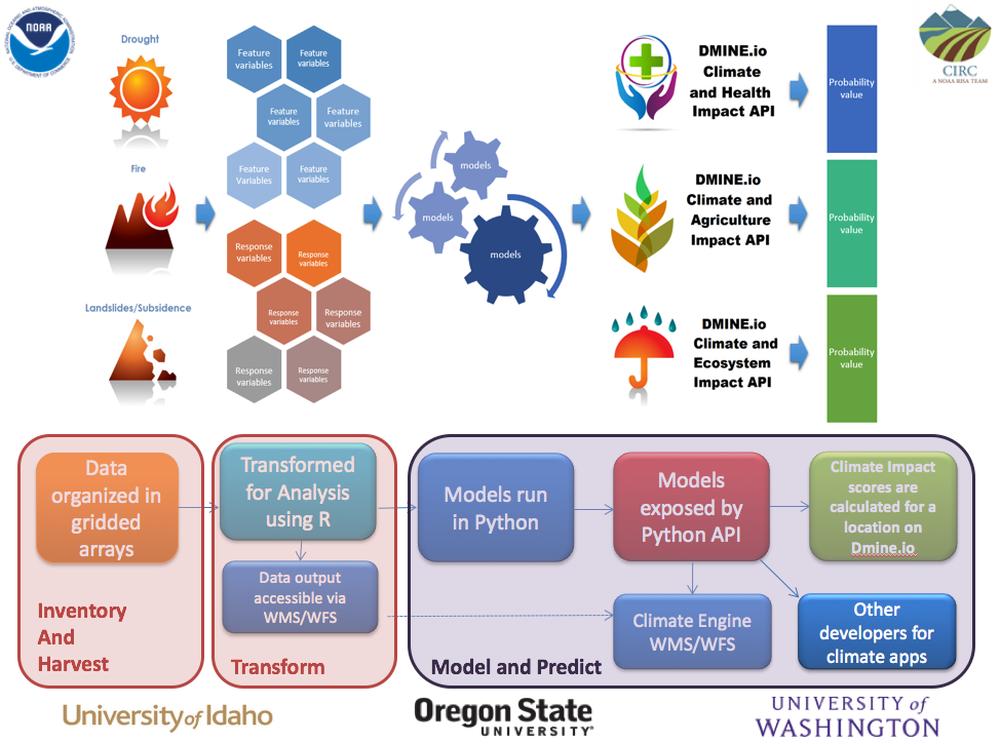 NATIONAL OCEANIC AND ATMOSPHERIC ADMINISTRATION
NOAA
U.S. DEPARTMENT OF COMMERCE
CIRC
A NOAA RISA TEAM
Drought
Fire
Landslides/Subsidence
Feature
variables
Feature
variables
Feature
variables
Feature
variables
Feature
Variables
Feature
variables
Response
variables
Response
variables
Response
variables
Response
variables
Response
variables
Response
variables
models
models
models
DMINE.io
Climate
and Health
Impact API
Probability
value
DMINE.io
Climate and
Agriculture
Impact API
Probability
value
DMINE.io
Climate and
Ecosystem
Impact API
Probability
value
Data
organized in
gridded
arrays
Inventory
And
Harvest
Transformed
for Analysis
using R
Data output
accessible via
WMS/WFS
Transform
Models run
in Python
Models
exposed by
Python API
Climate Impact
scores are
calculated for a
location on
Dmine.io
Climate Engine
WMS/WFS
Other
developers for
climate apps
Model and Predict
University of Idaho
Oregon State
UNIVERSITY
UNIVERSITY of
WASHINGTON